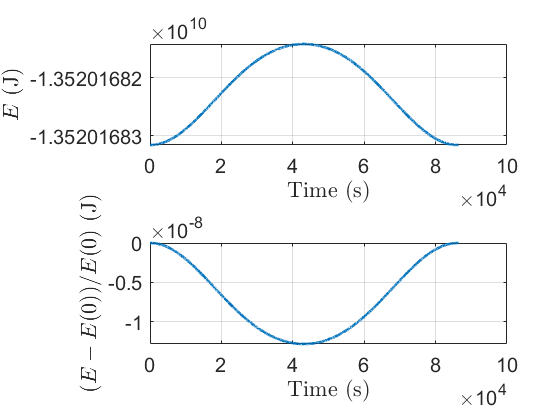 ×10^10
E (J)
-1.35201682
-1.35201683
0 2 4 6 8 10
Time (s)
×10^4
×10^-8
(E − E(0))/E(0) (J)
0
-0.5
-1
0 2 4 6 8 10
Time (s)
×10^4